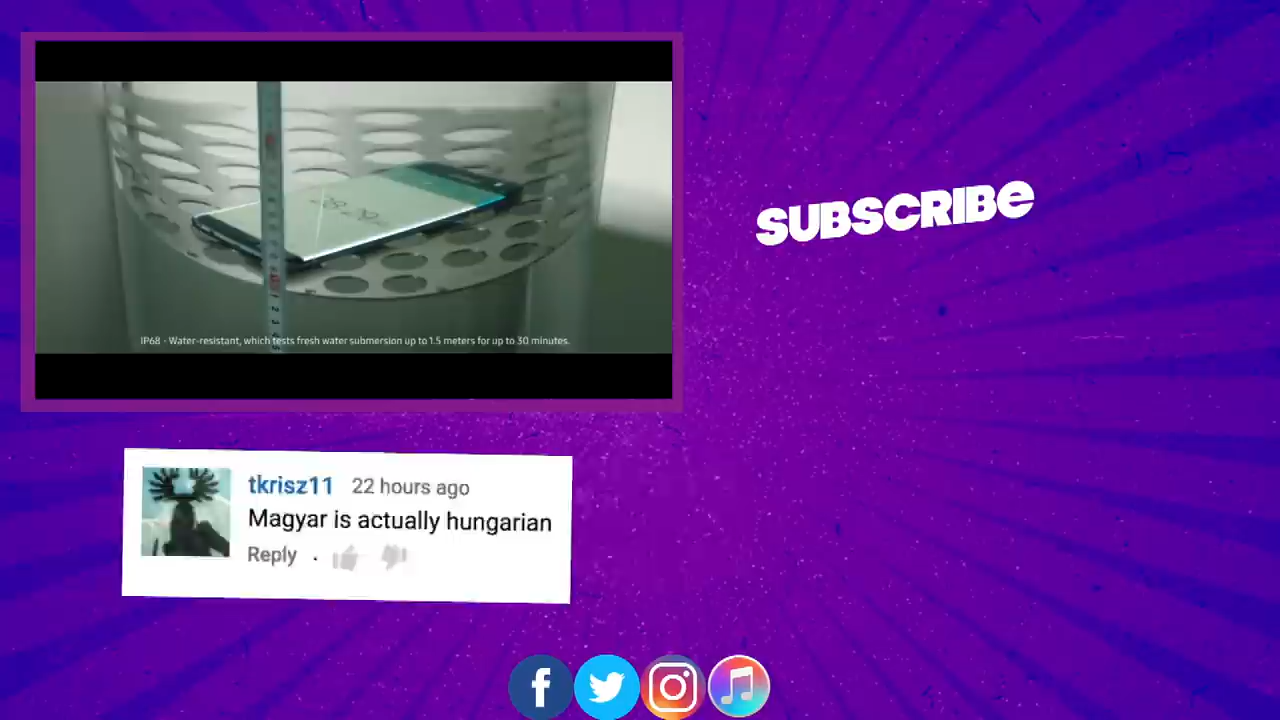 IP68 - Water-resistant, which tests fresh water submersion up to 1.5 meters for up to 30 minutes.
SUBSCRIBe
tkrisz11 22 hours ago
Magyar is actually hungarian
Reply ·